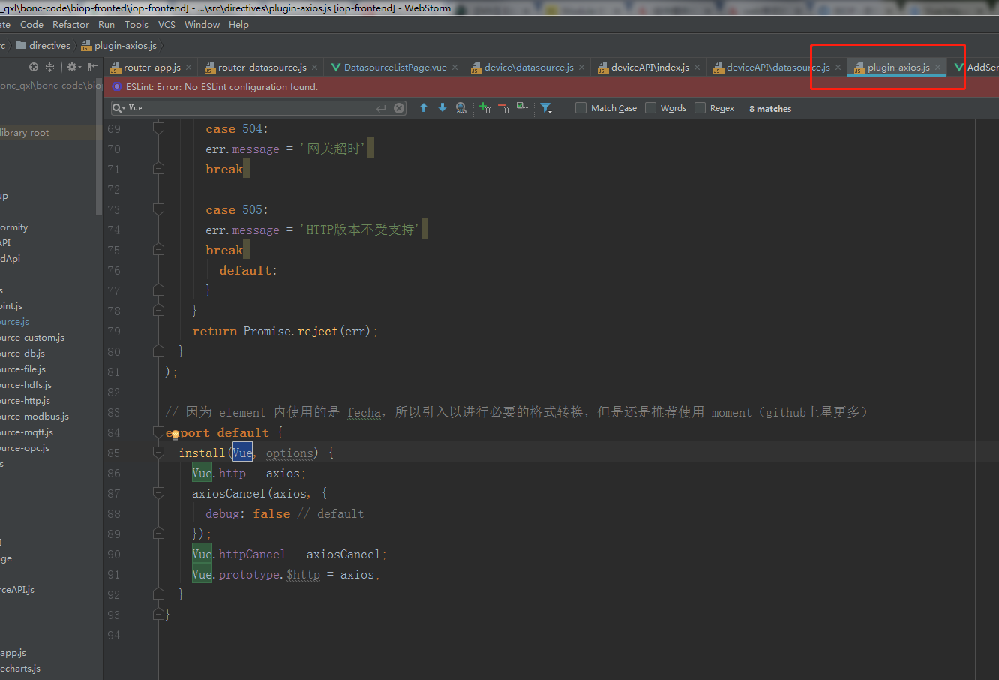 _qxl\bonc-code\biop-fronted\iop-frontend] - ...\src\directives\plugin-axios.js [iop-frontend] - WebStorm
ate Code Refactor Run Tools VCS Window Help
rc directives plugin-axios.js
router-app.js router-datasource.js DatasourceListPage.vue device\datasource.js deviceAPI\index.js deviceAPI\datasource.js plugin-axios.js AddSer
onc_qxl\bonc-code\biop
ESLint: Error: No ESLint configuration found.
Vue Match Case Words Regex 8 matches
library root
up
ormity
API
dApi
s
oint.js
ource.js
ource-custom.js
ource-db.js
ource-file.js
ource-hdfs.js
ource-http.js
ource-modbus.js
ource-mqtt.js
ource-opc.js
s
I
ge
rceAPI.js
app.js
echarts.js
69 case 504:
70 err.message = '网关超时'
71 break
72
73 case 505:
74 err.message = 'HTTP版本不受支持'
75 break
76 default:
77 }
78 }
79 return Promise.reject(err);
80 }
81 );
82
83 // 因为 element 内使用的是 fecha，所以引入以进行必要的格式转换，但是还是推荐使用 moment（github上星更多）
84 export default {
85 install(Vue, options) {
86 Vue.http = axios;
87 axiosCancel(axios, {
88 debug: false // default
89 });
90 Vue.httpCancel = axiosCancel;
91 Vue.prototype.$http = axios;
92 }
93 }
94